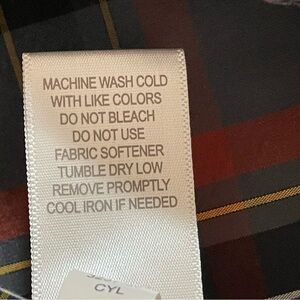 MACHINE WASH COLD
WITH LIKE COLORS
DO NOT BLEACH
DO NOT USE
FABRIC SOFTENER
TUMBLE DRY LOW
REMOVE PROMPTLY
COOL IRON IF NEEDED
CYL